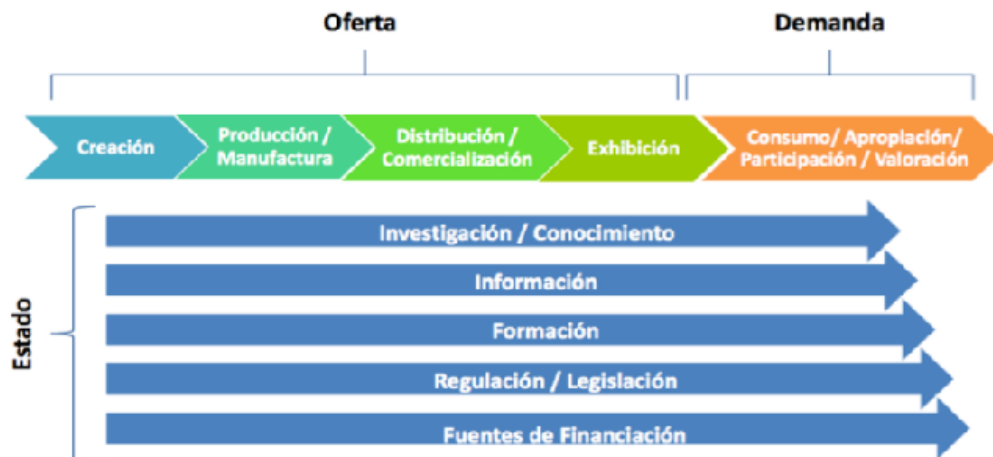 Oferta
Demanda
Creación
Producción /
Manufactura
Distribución /
Comercialización
Exhibición
Consumo/ Apropiación/
Participación / Valoración
Estado
Investigación / Conocimiento
Información
Formación
Regulación / Legislación
Fuentes de Financiación